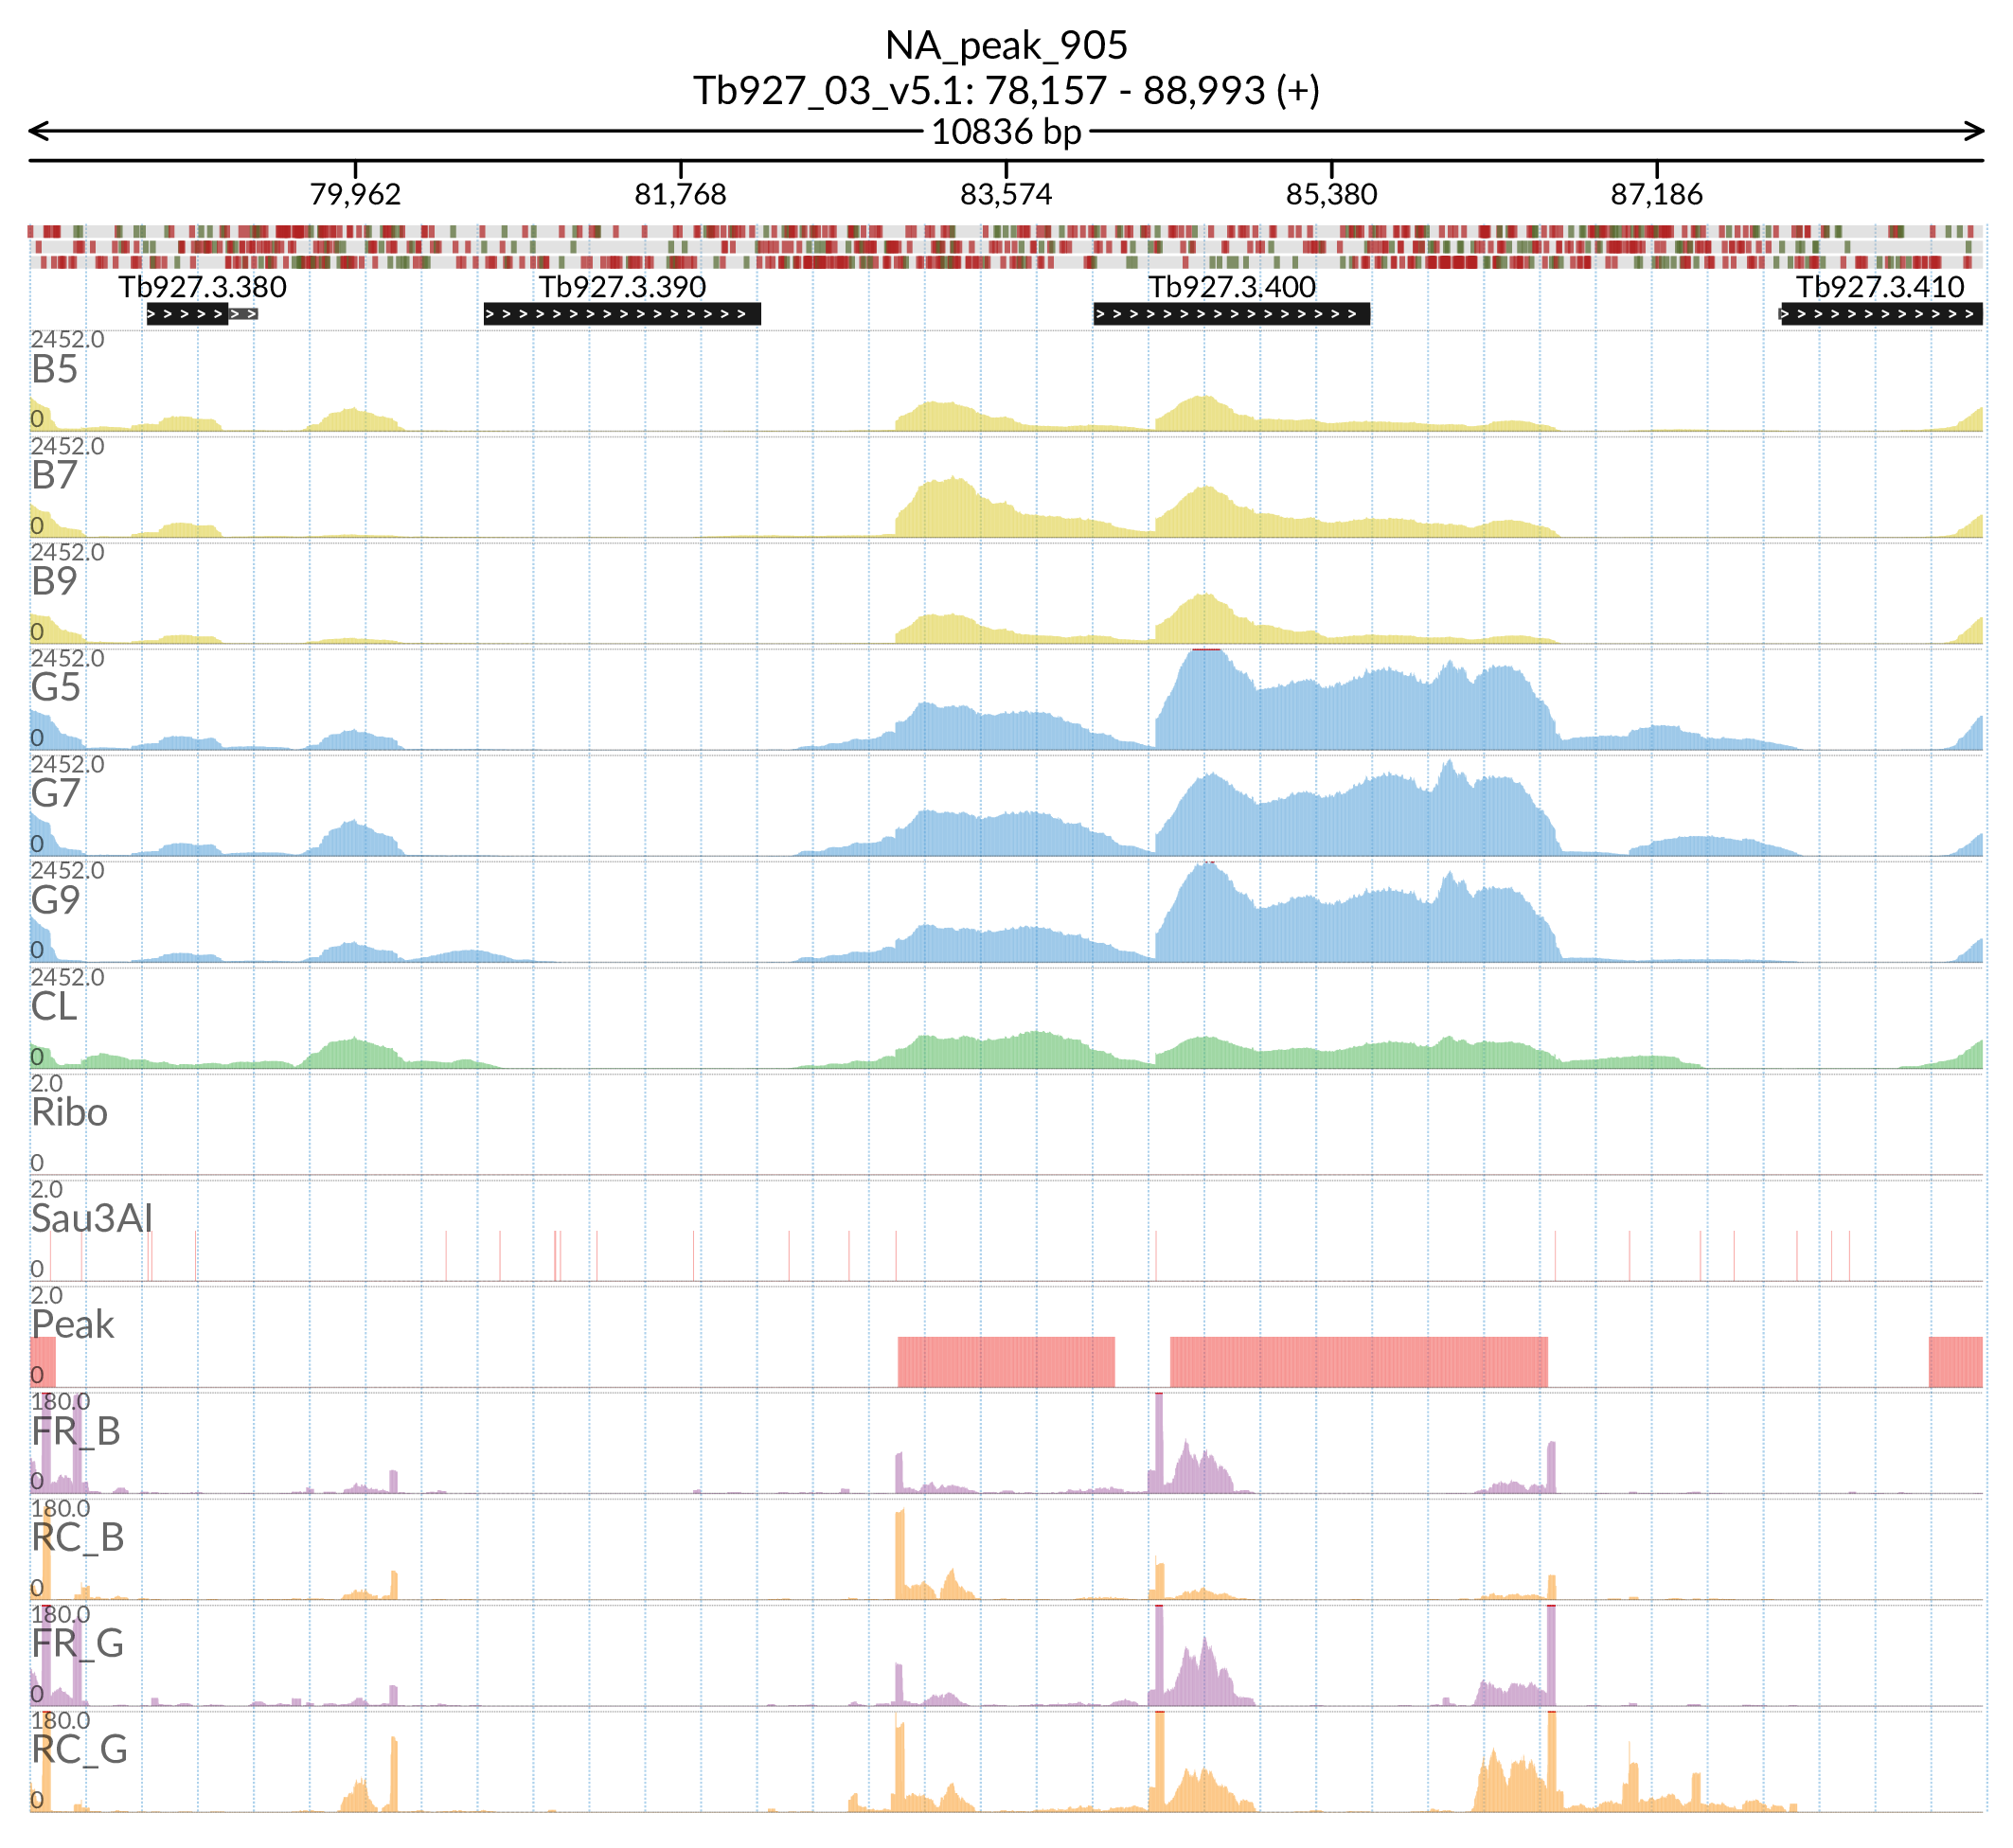 NA_peak_905
Tb927_03_v5.1: 78,157 - 88,993 (+)
10836 bp
79,962 81,768 83,574 85,380 87,186
Tb927.3.380 Tb927.3.390 Tb927.3.400 Tb927.3.410
2452.0
B5
0
2452.0
B7
0
2452.0
B9
0
2452.0
G5
0
2452.0
G7
0
2452.0
G9
0
2452.0
CL
0
2.0
Ribo
0
2.0
Sau3AI
0
2.0
Peak
0
180.0
FR_B
0
180.0
RC_B
0
180.0
FR_G
0
180.0
RC_G
0